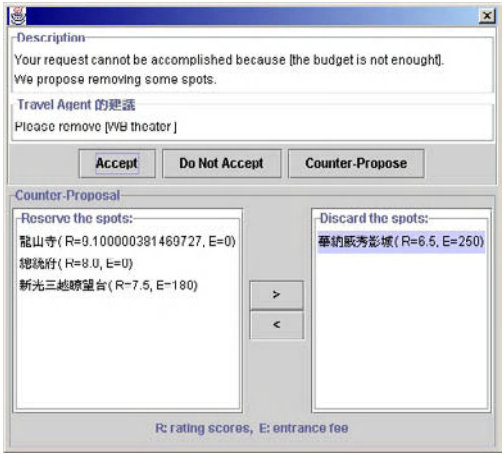 Description
Your request cannot be accomplished because [the budget is not enought].
We propose removing some spots.
Travel Agent 的建議
Please remove [WB theater ]
Accept Do Not Accept Counter-Propose
Counter-Proposal
Reserve the spots:
龍山寺( R=9.100000381469727, E=0)
總統府( R=8.0, E=0)
新光三越瞭望台( R=7.5, E=180)
>
<
Discard the spots:
華納威秀影城( R=6.5, E=250)
R: rating scores, E: entrance fee